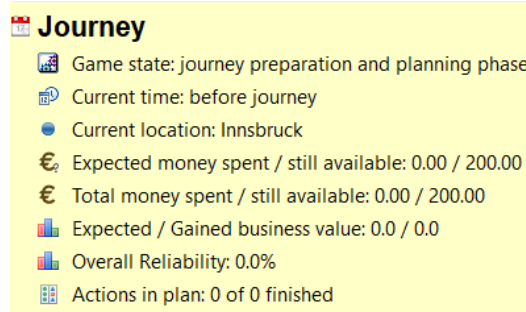 Journey
Game state: journey preparation and planning phase
Current time: before journey
Current location: Innsbruck
Expected money spent / still available: 0.00 / 200.00
Total money spent / still available: 0.00 / 200.00
Expected / Gained business value: 0.0 / 0.0
Overall Reliability: 0.0%
Actions in plan: 0 of 0 finished